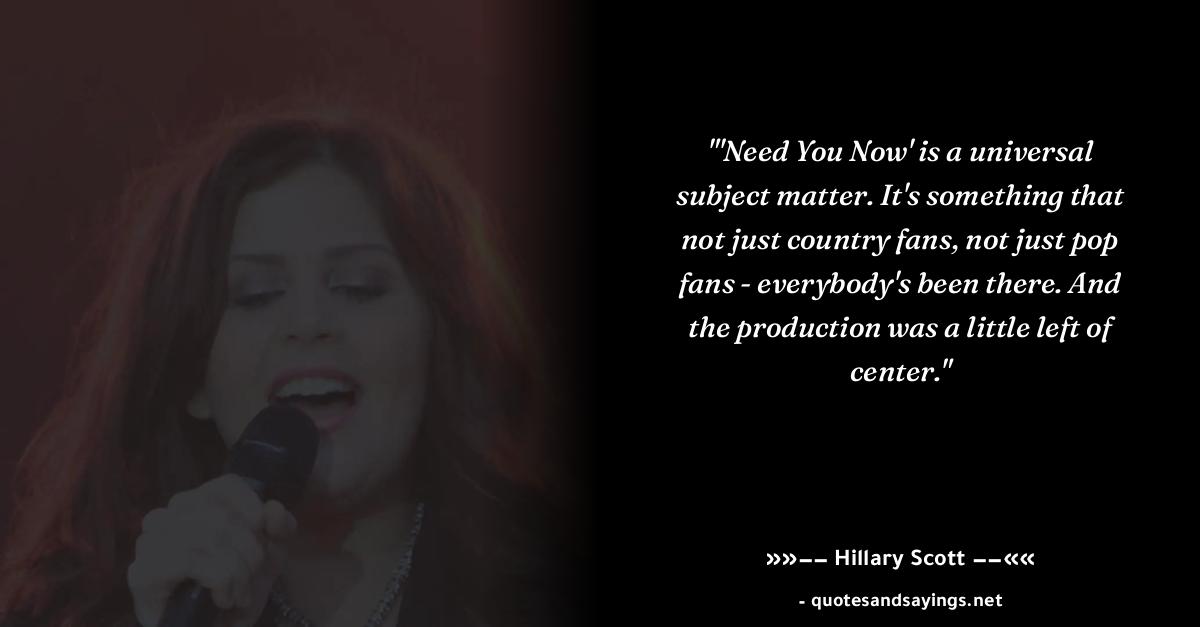 "'Need You Now' is a universal
subject matter. It's something that
not just country fans, not just pop
fans - everybody's been there. And
the production was a little left of
center."
»»−− Hillary Scott −−««
- quotesandsayings.net